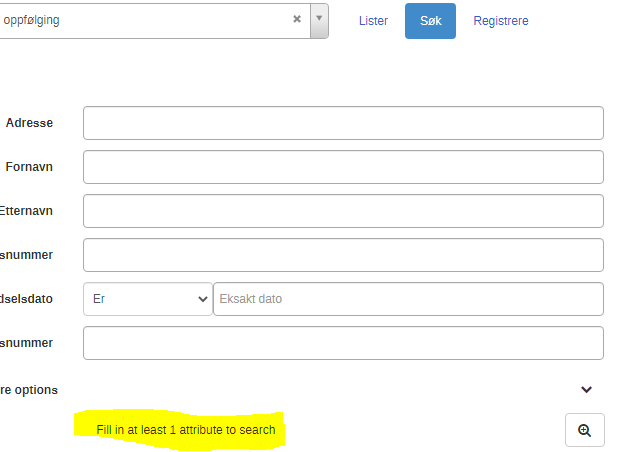 oppfølging × Lister Søk Registrere
Adresse
Fornavn
Etternavn
snummer
dselsdato Er Eksakt dato
snummer
re options
Fill in at least 1 attribute to search